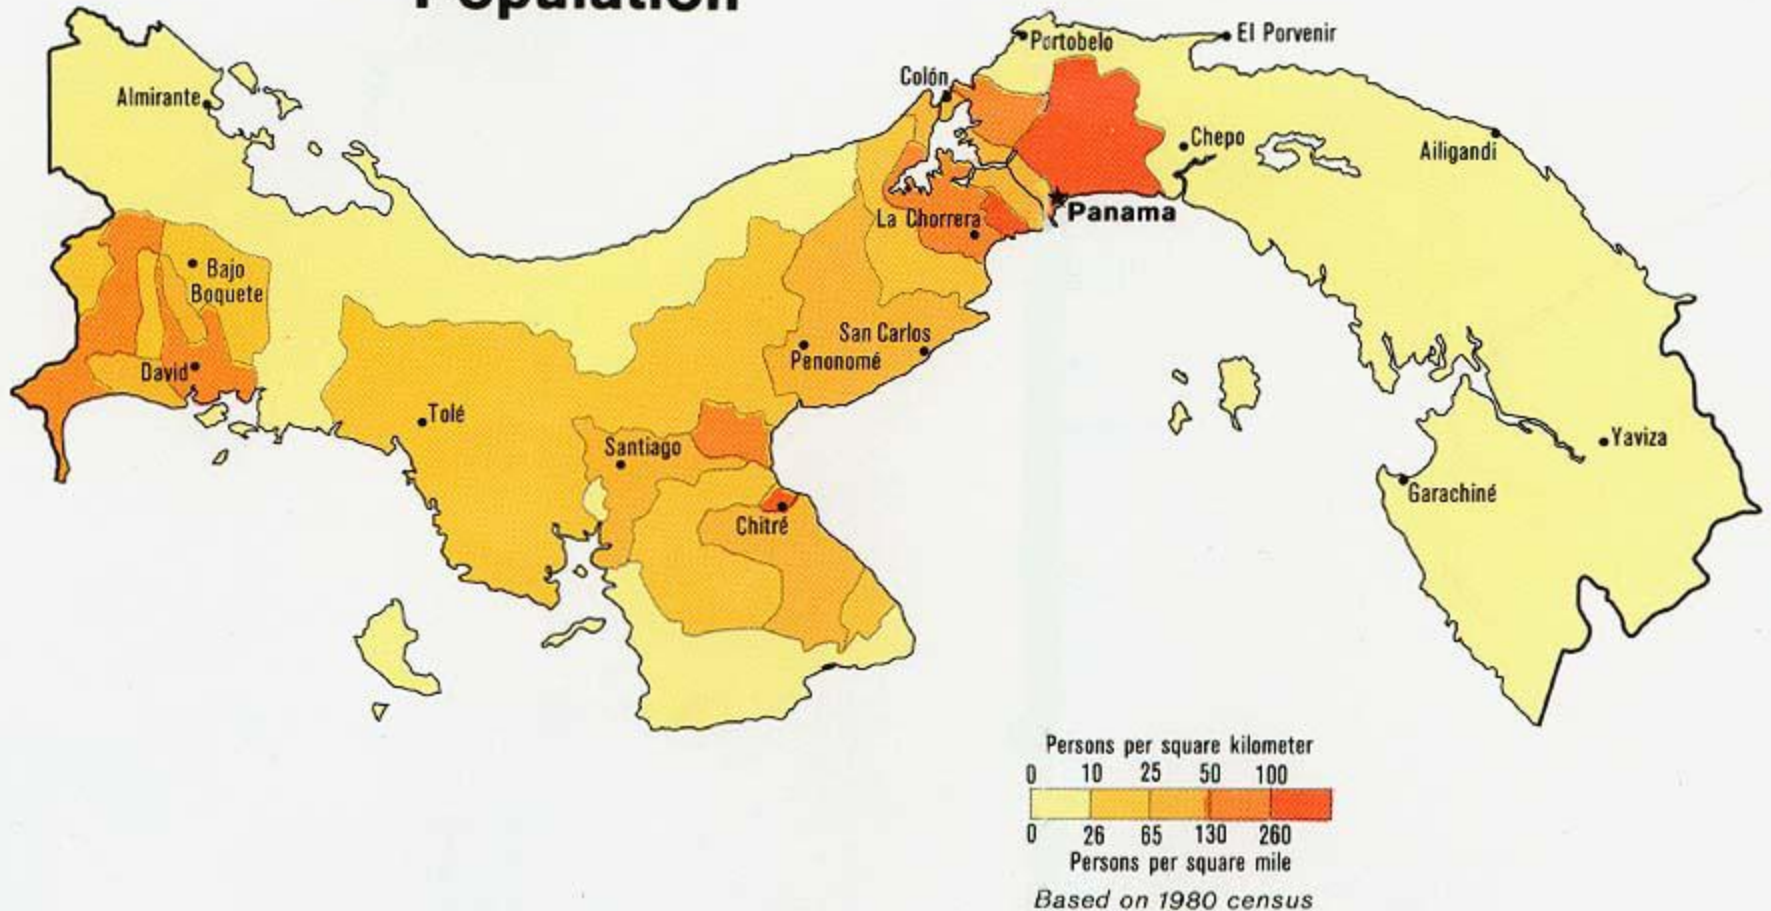 Population
Portobelo
El Porvenir
Colón
Almirante
Chepo
Ailigandi
Panama
La Chorrera
Bajo
Boquete
San Carlos
Penonomé
David
Tolé
Santiago
Yaviza
Garachiné
Chitré
Persons per square kilometer
0 10 25 50 100
0 26 65 130 260
Persons per square mile
Based on 1980 census